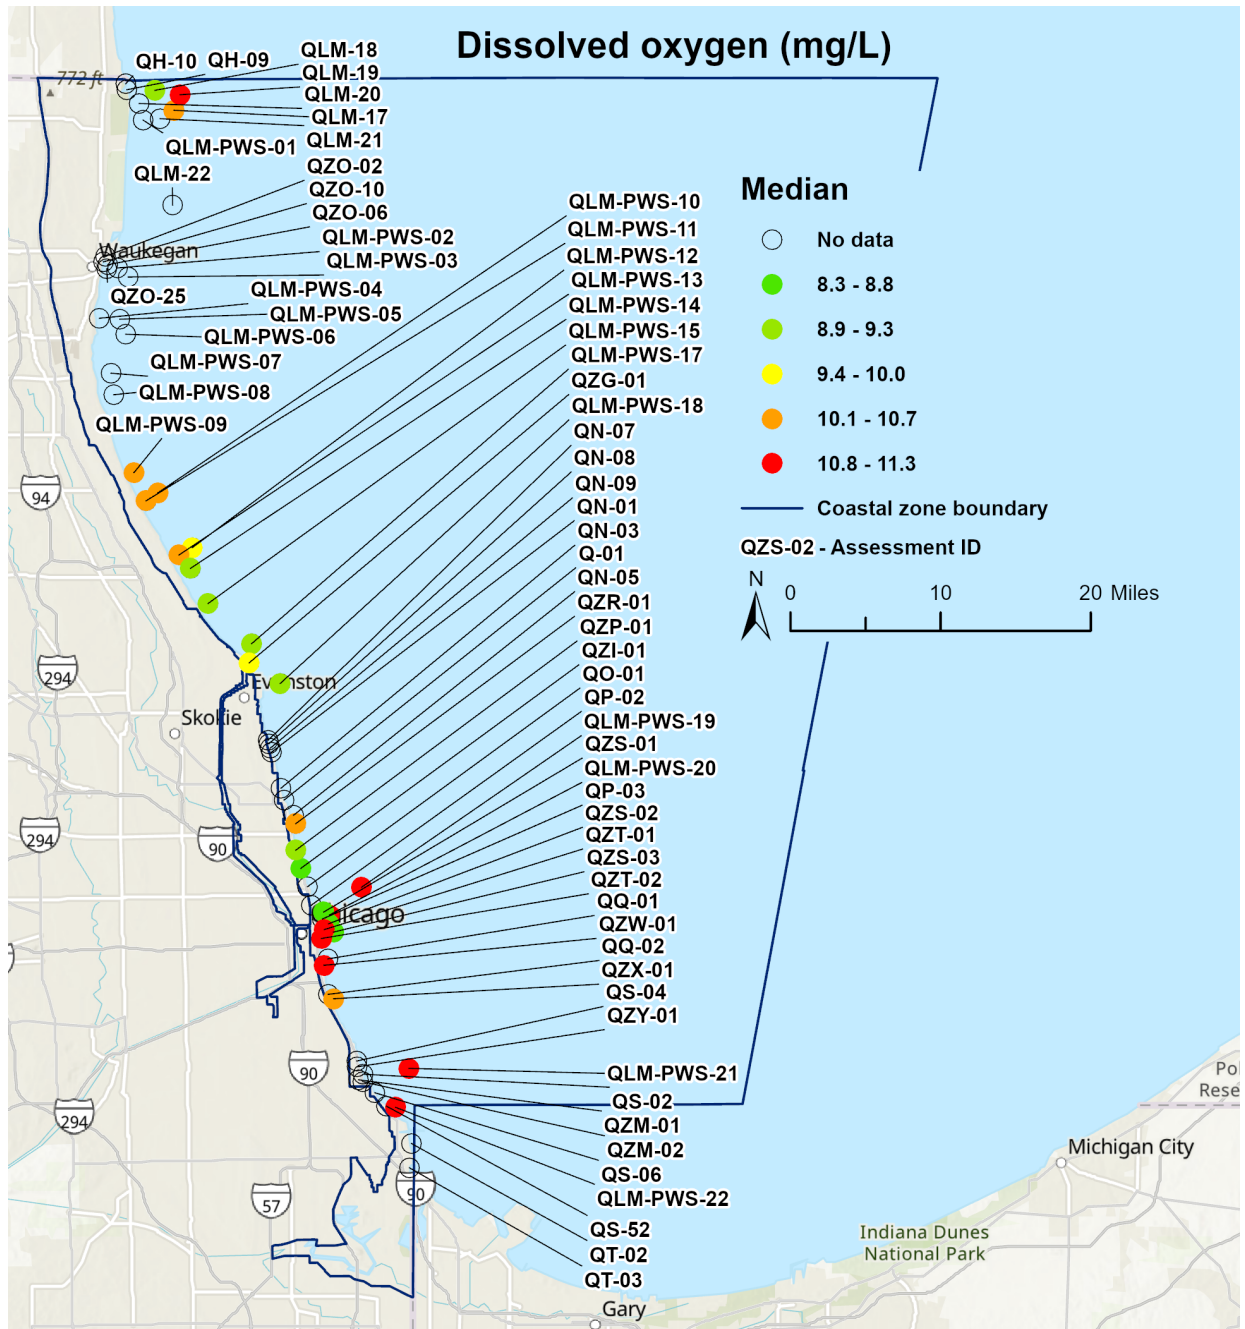 Dissolved oxygen (mg/L)
QH-10
QH-09
QLM-18
QLM-19
QLM-20
QLM-17
QLM-21
772 ft
QLM-PWS-01
QLM-22
QZO-02
QZO-10
QZO-06
QLM-PWS-02
QLM-PWS-03
Waukegan
QZO-25
QLM-PWS-04
QLM-PWS-05
QLM-PWS-06
QLM-PWS-07
QLM-PWS-08
QLM-PWS-09
QLM-PWS-10
QLM-PWS-11
QLM-PWS-12
QLM-PWS-13
QLM-PWS-14
QLM-PWS-15
QLM-PWS-17
QZG-01
QLM-PWS-18
QN-07
QN-08
QN-09
QN-01
QN-03
Q-01
QN-05
QZR-01
QZP-01
QZI-01
QO-01
QP-02
QLM-PWS-19
QZS-01
QLM-PWS-20
QP-03
QZS-02
QZT-01
QZS-03
QZT-02
QQ-01
QZW-01
QQ-02
QZX-01
QS-04
QZY-01
QLM-PWS-21
QS-02
QZM-01
QZM-02
QS-06
QLM-PWS-22
QS-52
QT-02
QT-03
Median
No data
8.3 - 8.8
8.9 - 9.3
9.4 - 10.0
10.1 - 10.7
10.8 - 11.3
Coastal zone boundary
QZS-02 - Assessment ID
N
0 10 20 Miles
94
294
Evanston
Skokie
294
90
Chicago
90
294
57
90
Michigan City
Indiana Dunes
National Park
Gary